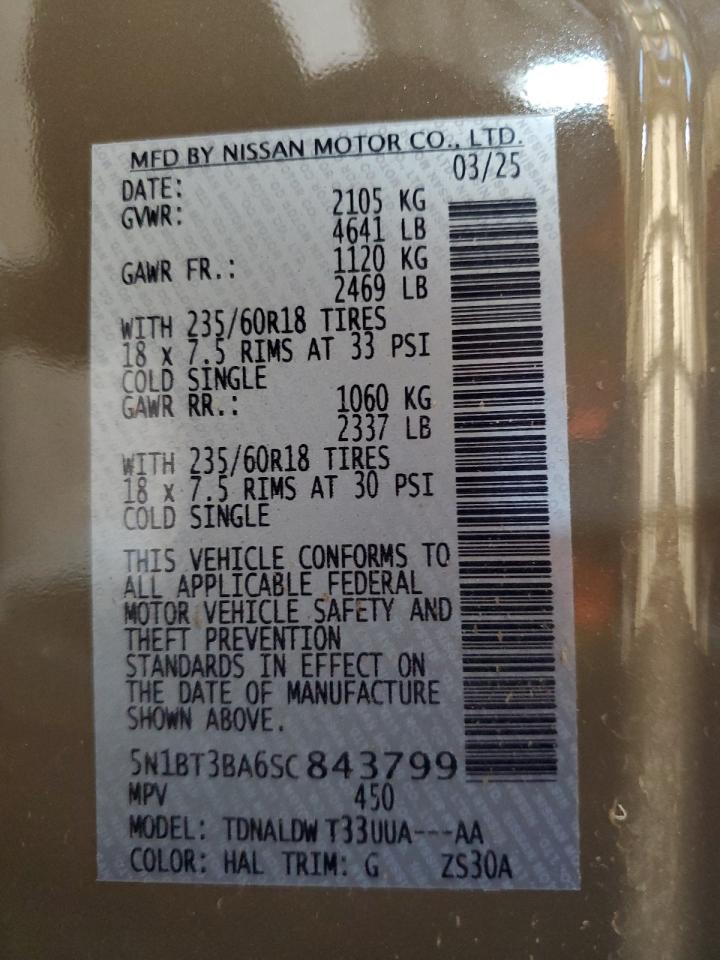 MFD BY NISSAN MOTOR CO., LTD.
DATE: 03/25
GVWR: 2105 KG
4641 LB
GAWR FR.: 1120 KG
2469 LB
WITH 235/60R18 TIRES
18 x 7.5 RIMS AT 33 PSI
COLD SINGLE
GAWR RR.: 1060 KG
2337 LB
WITH 235/60R18 TIRES
18 x 7.5 RIMS AT 30 PSI
COLD SINGLE
THIS VEHICLE CONFORMS TO
ALL APPLICABLE FEDERAL
MOTOR VEHICLE SAFETY AND
THEFT PREVENTION
STANDARDS IN EFFECT ON
THE DATE OF MANUFACTURE
SHOWN ABOVE.
5N1BT3BA6SC843799
MPV 450
MODEL: TDNALDW T33UUA---AA
COLOR: HAL TRIM: G ZS30A